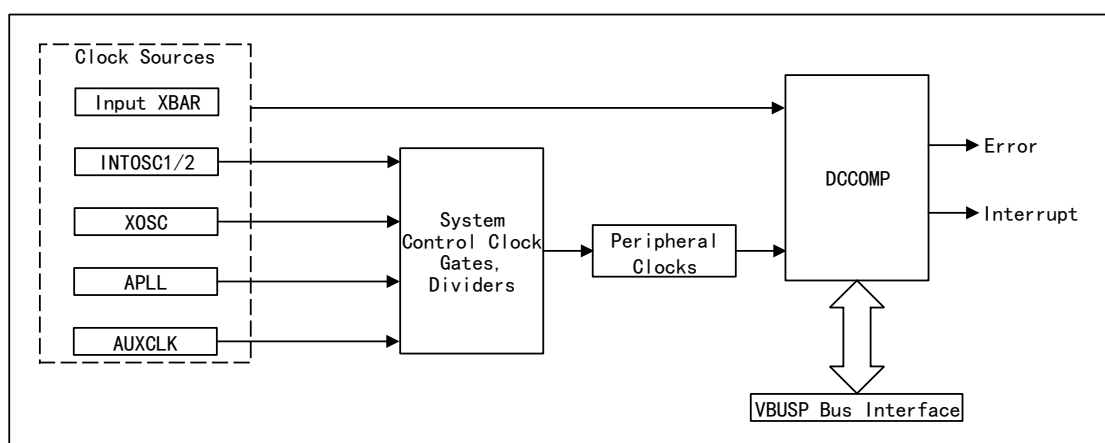 Clock Sources
Input XBAR
INTOSC1/2
XOSC
APLL
AUXCLK
System
Control Clock
Gates,
Dividers
Peripheral
Clocks
DCCOMP
Error
Interrupt
VBUSP Bus Interface